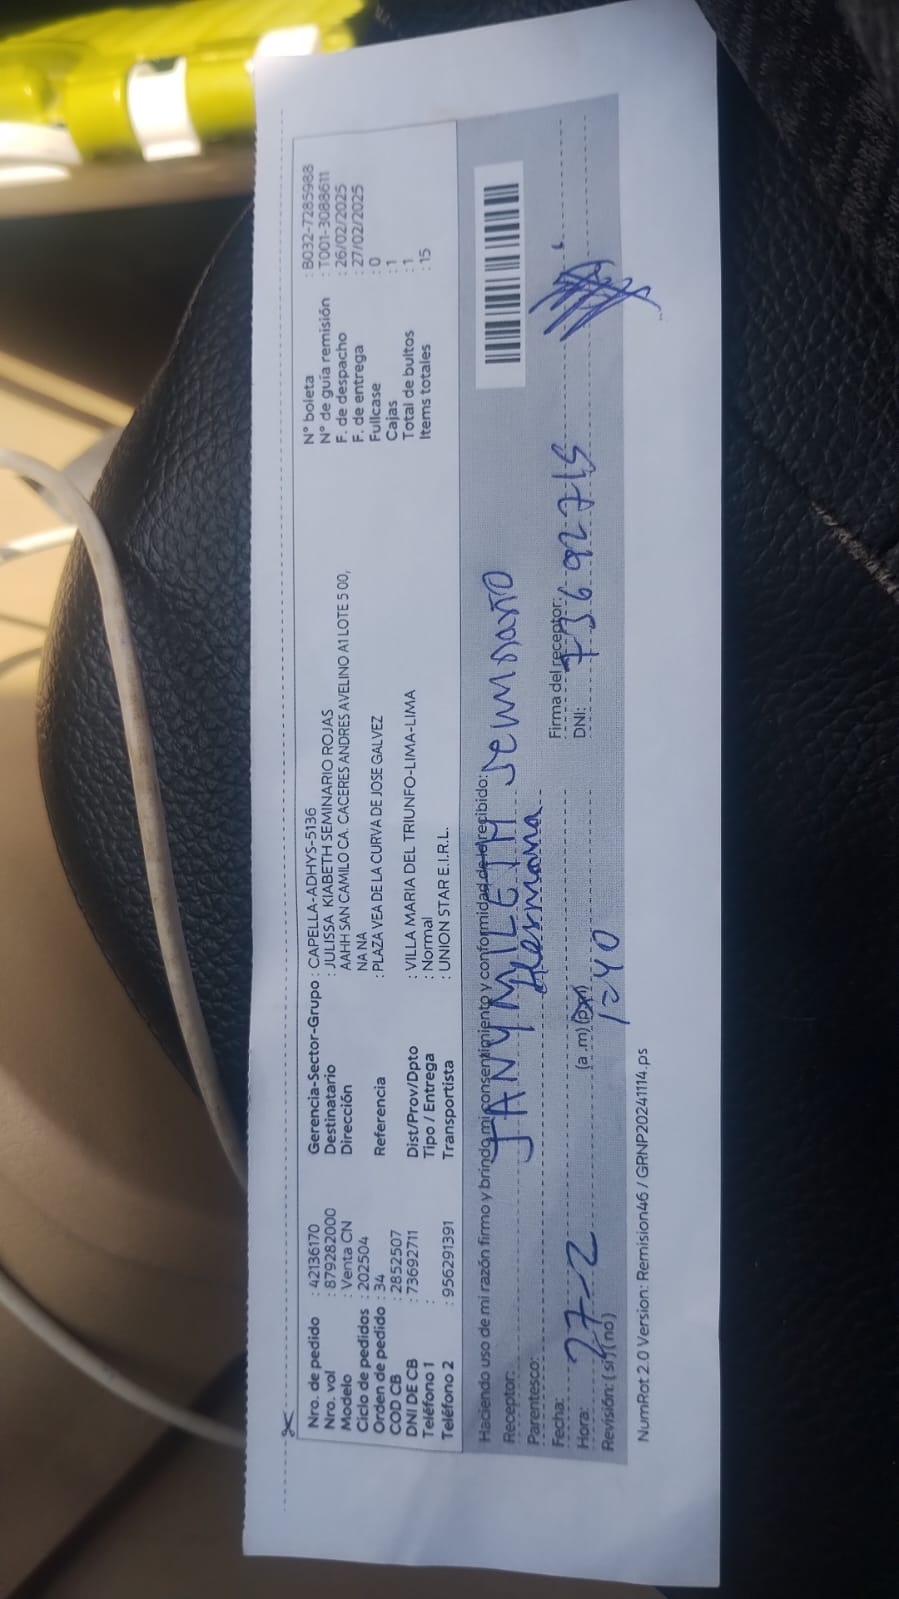 Nro. de pedido : 42136170
Nro. vol : 879282000
Modelo : Venta CN
Ciclo de pedidos : 202504
Orden de pedido : 34
COD CB : 2852507
DNI DE CB : 73692711
Teléfono 1 :
Teléfono 2 : 956291391
Gerencia-Sector-Grupo : CAPELLA-ADHYS-5136
Destinatario : JULISSA KIABETH SEMINARIO ROJAS
Dirección AAHH SAN CAMILO CA. CACERES ANDRES AVELINO A1 LOTE 5 00,
NA NA
Referencia : PLAZA VEA DE LA CURVA DE JOSE GALVEZ
Dist/Prov/Dpto : VILLA MARIA DEL TRIUNFO-LIMA-LIMA
Tipo / Entrega : Normal
Transportista : UNION STAR E.I.R.L.
N° boleta : B032-7285988
N° de guía remisión : T001-3088611
F. de despacho : 26/02/2025
F. de entrega : 27/02/2025
Fullcase : 0
Cajas : 1
Total de bultos : 1
Items totales : 15
Haciendo uso de mi razón firmo y brindo mi consentimiento y conformidad de lo recibido:
Receptor: JANYMILETH Seminario
Parentesco: Hermana
Fecha: 27-2
Firma del receptor:
Hora: (a.m) (p.m) 1=40
DNI: 73692715
Revisión: (si) (no)
NumRot 2.0 Version: Remision46 / GRNP20241114.ps